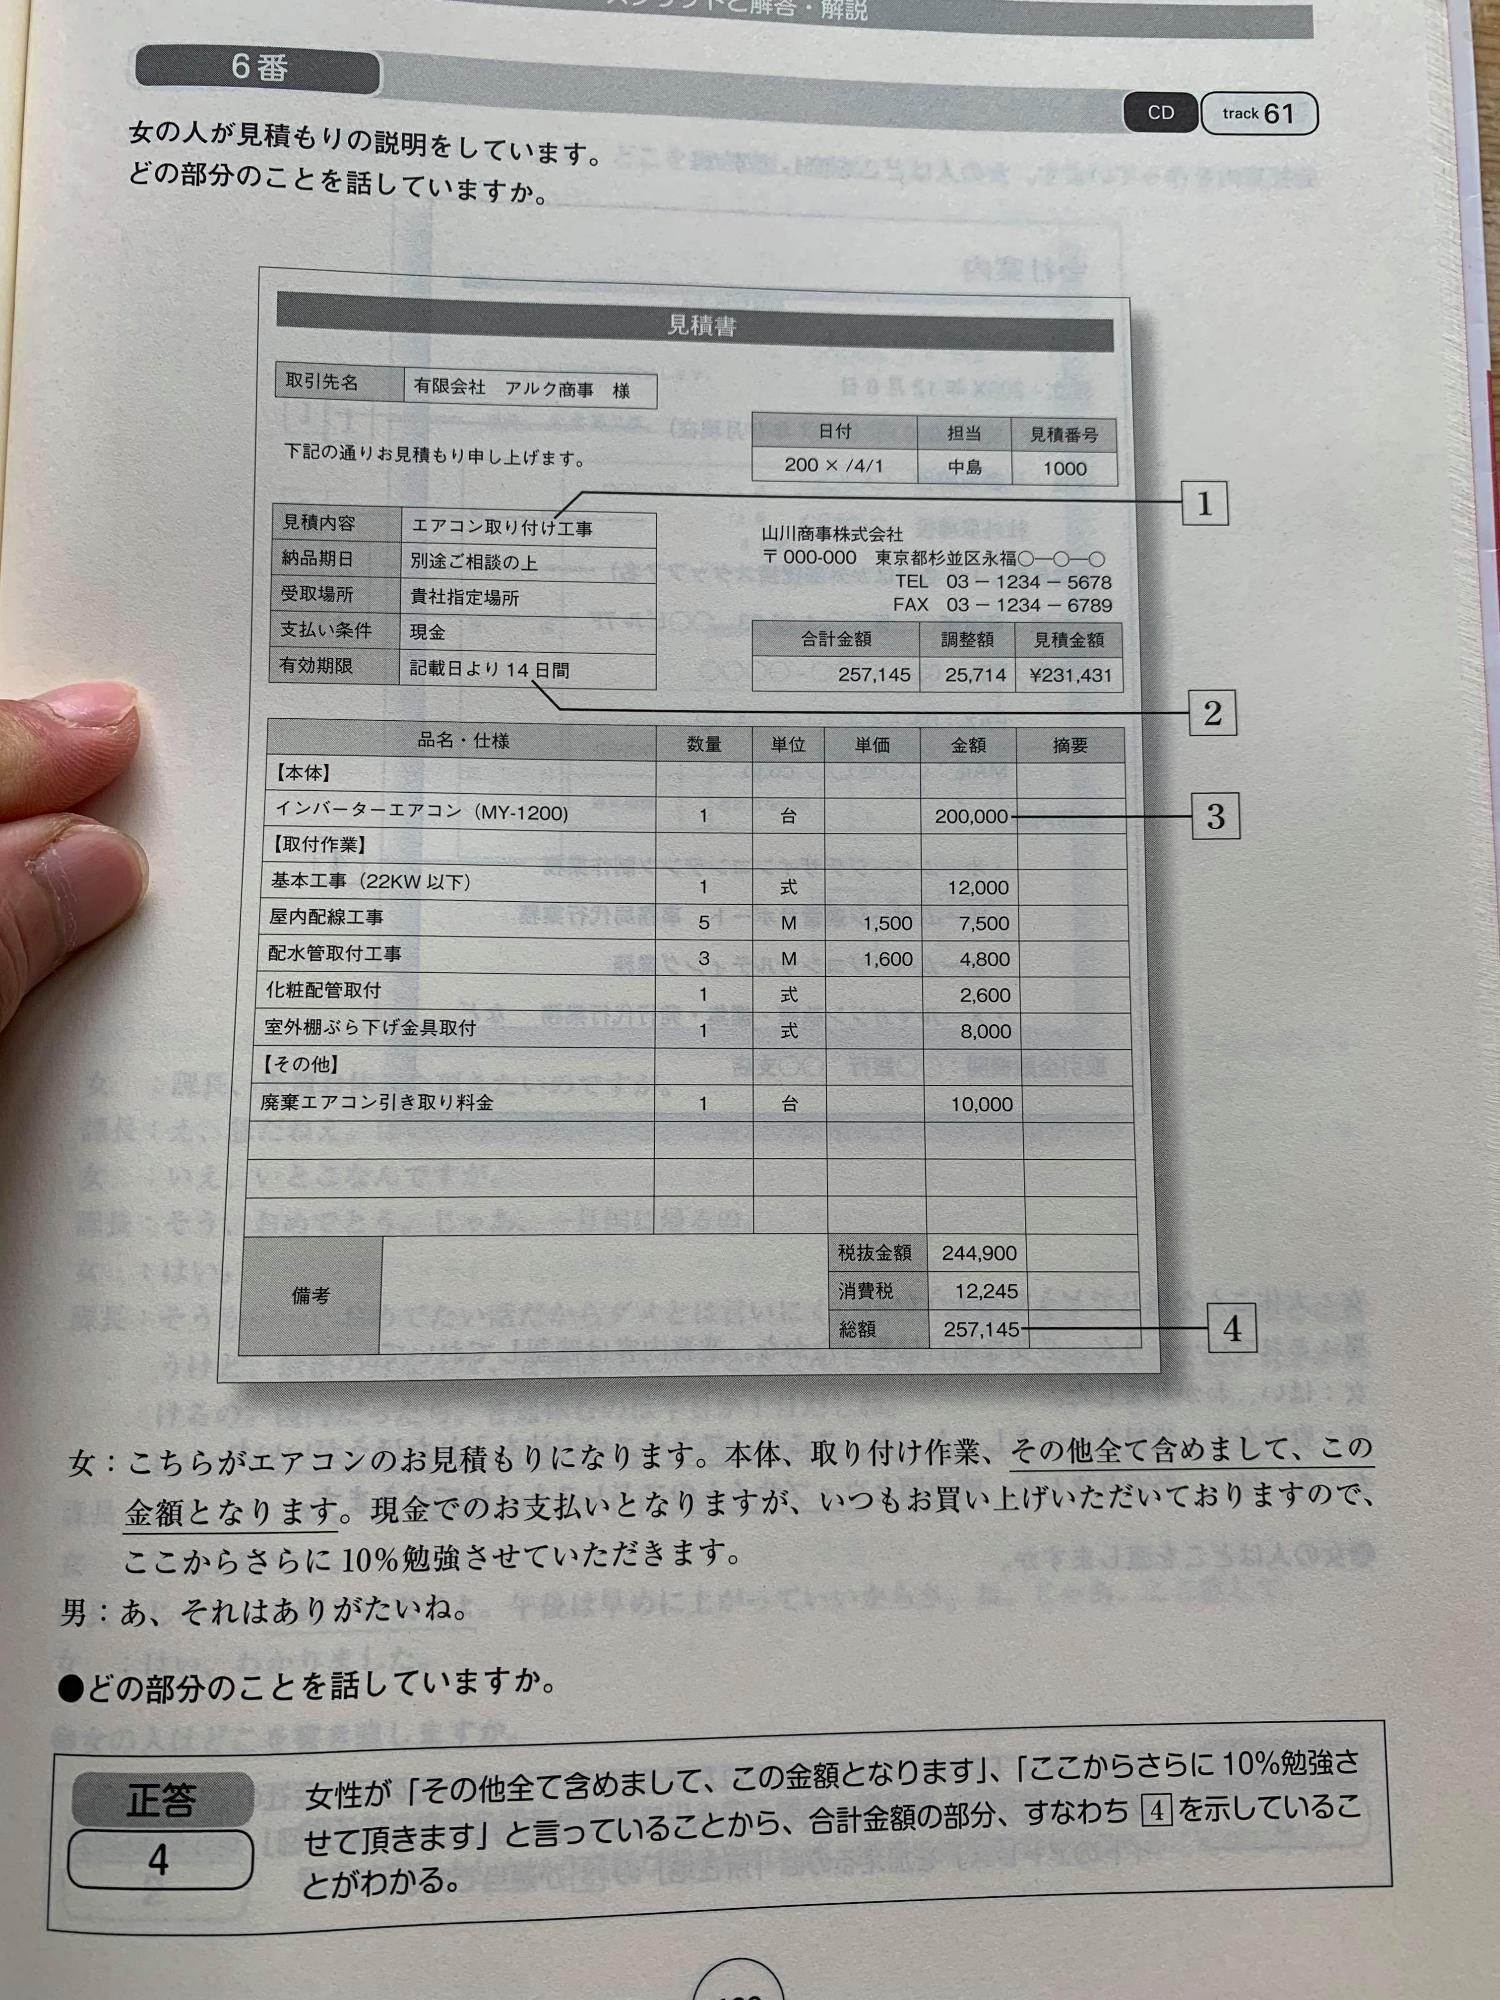 スクリプトと解答・解説
6番
CD track 61
女の人が見積もりの説明をしています。
どの部分のことを話していますか。
見積書
取引先名 有限会社 アルク商事 様
日付 担当 見積番号
200×/4/1 中島 1000
下記の通りお見積もり申し上げます。
1
見積内容 エアコン取り付け工事
納品期日 別途ご相談の上
受取場所 貴社指定場所
支払い条件 現金
有効期限 記載日より14日間
山川商事株式会社
〒000-000 東京都杉並区永福○―○―○
TEL 03－1234－5678
FAX 03－1234－6789
合計金額 調整額 見積金額
257,145 25,714 ¥231,431
2
品名・仕様 数量 単位 単価 金額 摘要
【本体】
インバーターエアコン（MY-1200) 1 台 200,000
3
【取付作業】
基本工事（22KW以下） 1 式 12,000
屋内配線工事 5 M 1,500 7,500
配水管取付工事 3 M 1,600 4,800
化粧配管取付 1 式 2,600
室外棚ぶら下げ金具取付 1 式 8,000
【その他】
廃棄エアコン引き取り料金 1 台 10,000
備考
税抜金額 244,900
消費税 12,245
総額 257,145
4
女：こちらがエアコンのお見積もりになります。本体、取り付け作業、その他全て含めまして、この
金額となります。現金でのお支払いとなりますが、いつもお買い上げいただいておりますので、
ここからさらに10％勉強させていただきます。
男：あ、それはありがたいね。
●どの部分のことを話していますか。
正答
4
女性が「その他全て含めまして、この金額となります」、「ここからさらに10％勉強さ
せて頂きます」と言っていることから、合計金額の部分、すなわち 4 を示しているこ
とがわかる。